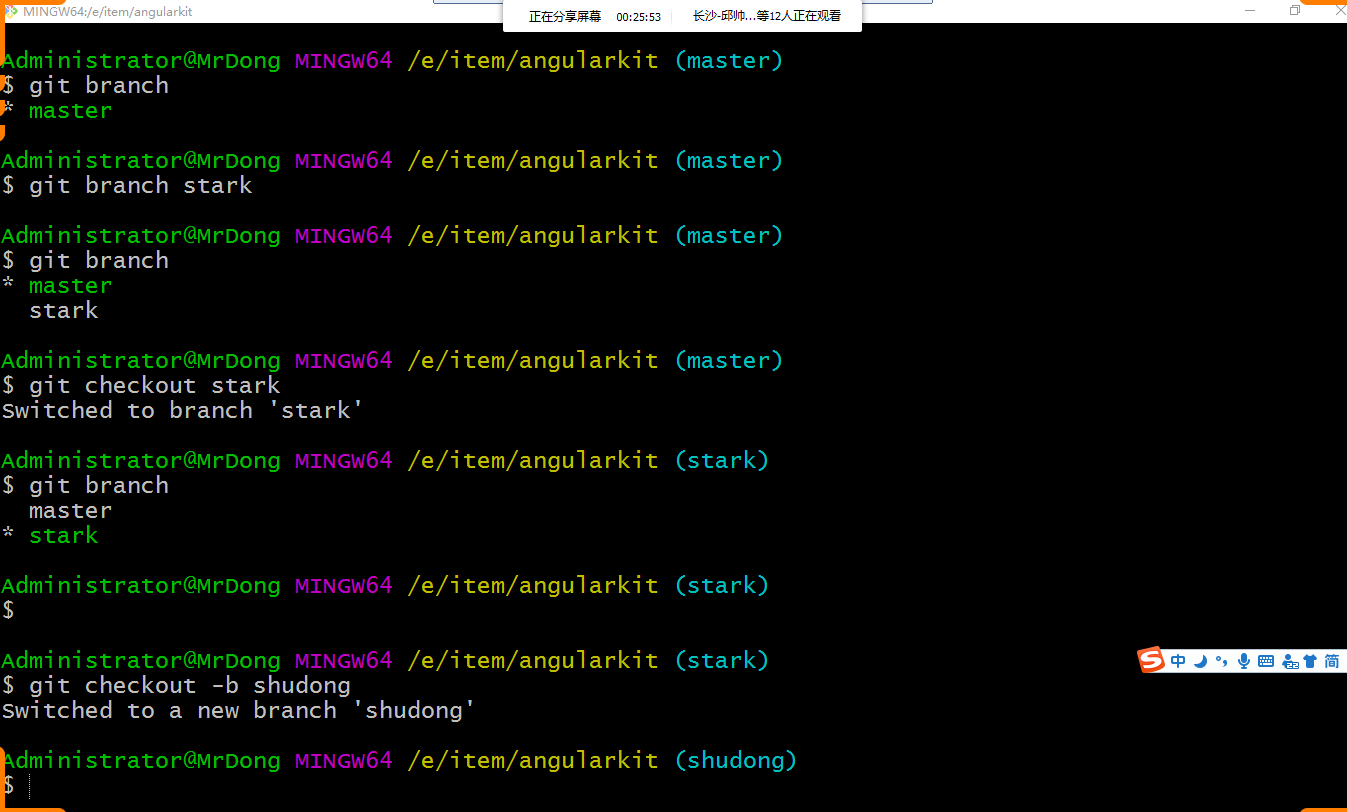 MINGW64:/e/item/angularkit
正在分享屏幕 00:25:53 长沙-邱帅...等12人正在观看
Administrator@MrDong MINGW64 /e/item/angularkit (master)
$ git branch
* master
Administrator@MrDong MINGW64 /e/item/angularkit (master)
$ git branch stark
Administrator@MrDong MINGW64 /e/item/angularkit (master)
$ git branch
* master
stark
Administrator@MrDong MINGW64 /e/item/angularkit (master)
$ git checkout stark
Switched to branch 'stark'
Administrator@MrDong MINGW64 /e/item/angularkit (stark)
$ git branch
master
* stark
Administrator@MrDong MINGW64 /e/item/angularkit (stark)
$
Administrator@MrDong MINGW64 /e/item/angularkit (stark)
$ git checkout -b shudong
Switched to a new branch 'shudong'
Administrator@MrDong MINGW64 /e/item/angularkit (shudong)
$
S 中 简